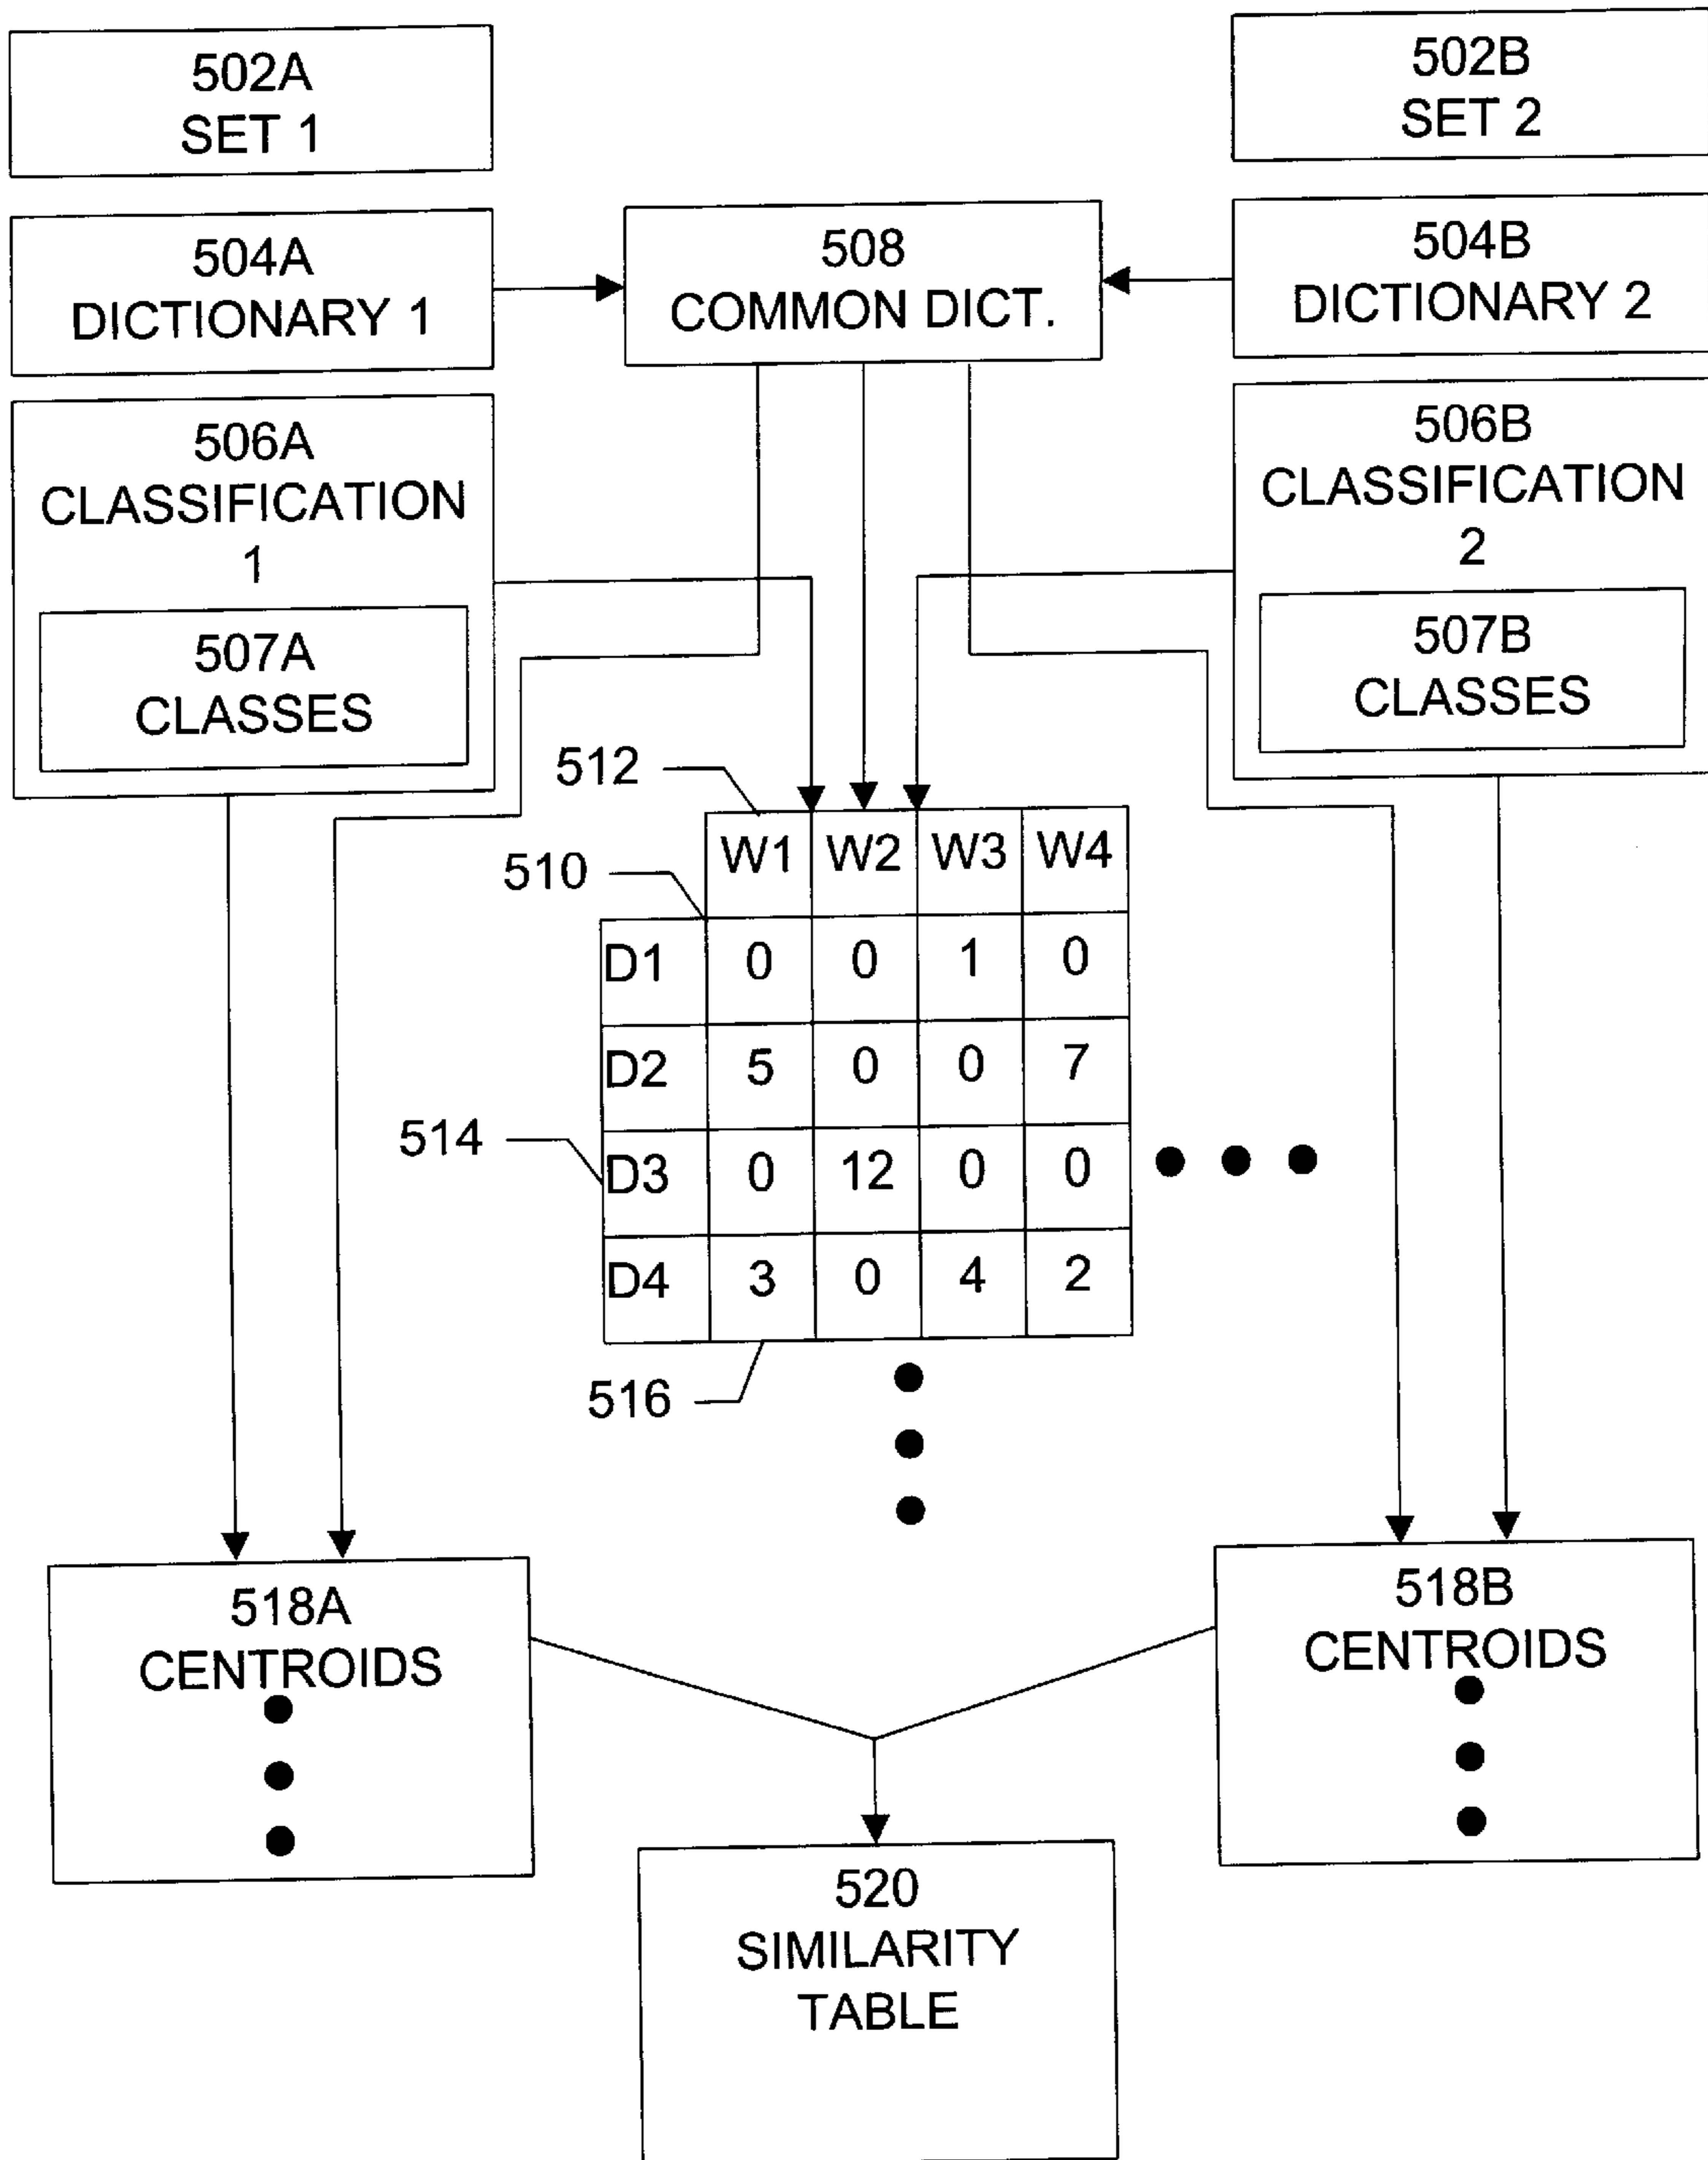 502A
SET 1
502B
SET 2
504A
DICTIONARY 1
508
COMMON DICT.
504B
DICTIONARY 2
506A
CLASSIFICATION
1
507A
CLASSES
506B
CLASSIFICATION
2
507B
CLASSES
512
510
W1 W2 W3 W4
D1 0 0 1 0
D2 5 0 0 7
514
D3 0 12 0 0
D4 3 0 4 2
516
518A
CENTROIDS
518B
CENTROIDS
520
SIMILARITY
TABLE